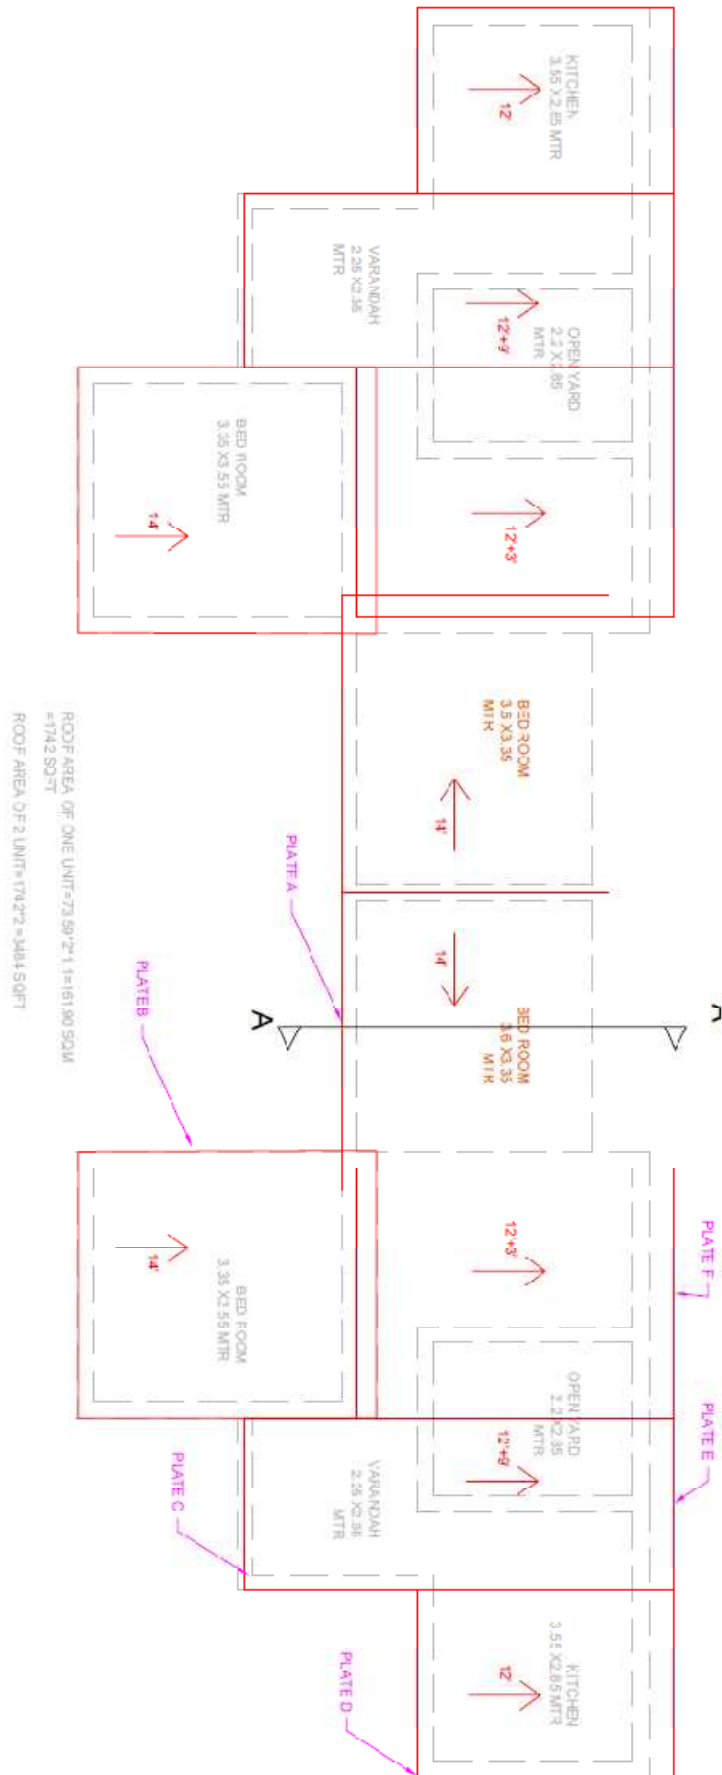 KITCHEN
3.55 X2.85 MTR
12'
VARANDAH
2.25 X2.35
MTR
OPEN YARD
2.2 X2.85
MTR
12'+9'
BED ROOM
3.35 X3.55 MTR
14'
12'+3'
BED ROOM
3.5 X3.35
MTR
14'
PLATE A
14'
BED ROOM
3.6 X3.35
MTR
A
A'
PLATE B
ROOF AREA OF ONE UNIT=73.59*2*1.1=161.90 SQM
=1742 SQFT
ROOF AREA OF 2 UNIT=1742*2 =3484 SQFT
BED ROOM
3.35 X3.55 MTR
14'
12'+3'
PLATE F
PLATE E
OPEN YARD
2.2 X2.35
MTR
12'+9'
VARANDAH
2.25 X2.35
MTR
PLATE C
KITCHEN
3.55 X2.85 MTR
12'
PLATE D